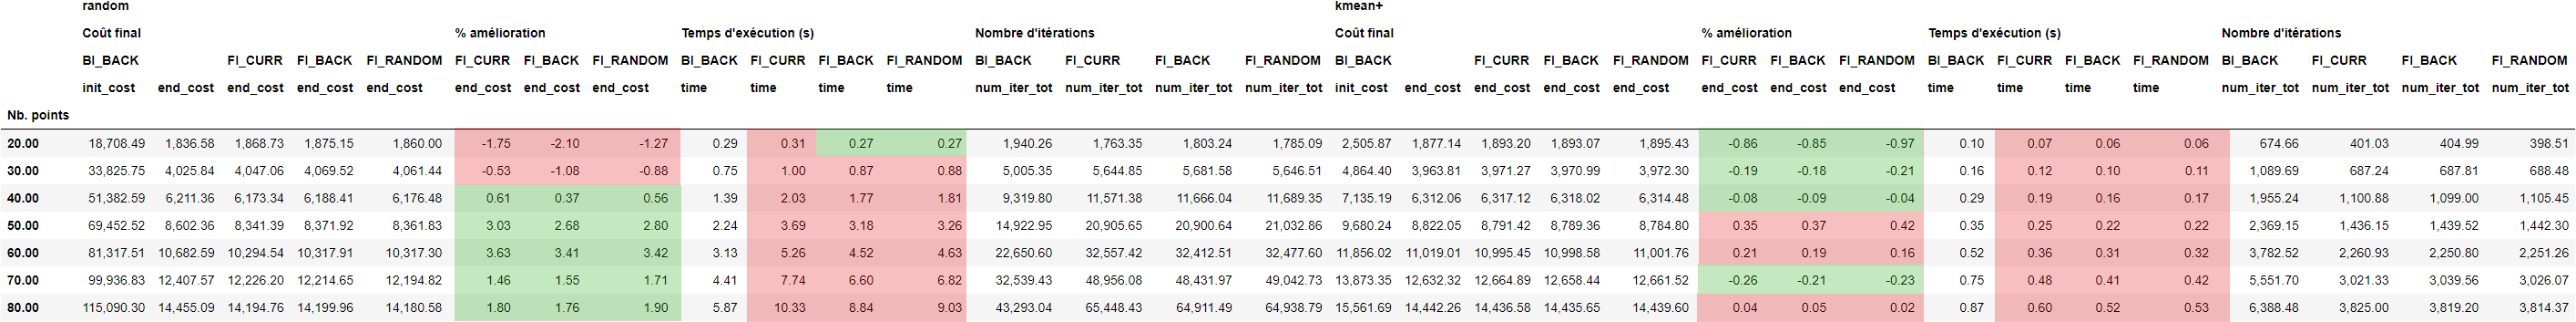 random kmean+
Coût final % amélioration Temps d'exécution (s) Nombre d'itérations Coût final % amélioration Temps d'exécution (s) Nombre d'itérations
BI_BACK FI_CURR FI_BACK FI_RANDOM FI_CURR FI_BACK FI_RANDOM BI_BACK FI_CURR FI_BACK FI_RANDOM BI_BACK FI_CURR FI_BACK FI_RANDOM BI_BACK FI_CURR FI_BACK FI_RANDOM FI_CURR FI_BACK FI_RANDOM BI_BACK FI_CURR FI_BACK FI_RANDOM BI_BACK FI_CURR FI_BACK FI_RANDOM
init_cost end_cost end_cost end_cost end_cost end_cost end_cost end_cost time time time time num_iter_tot num_iter_tot num_iter_tot num_iter_tot init_cost end_cost end_cost end_cost end_cost end_cost end_cost end_cost time time time time num_iter_tot num_iter_tot num_iter_tot num_iter_tot
Nb. points
20.00 18,708.49 1,836.58 1,868.73 1,875.15 1,860.00 -1.75 -2.10 -1.27 0.29 0.31 0.27 0.27 1,940.26 1,763.35 1,803.24 1,785.09 2,505.87 1,877.14 1,893.20 1,893.07 1,895.43 -0.86 -0.85 -0.97 0.10 0.07 0.06 0.06 674.66 401.03 404.99 398.51
30.00 33,825.75 4,025.84 4,047.06 4,069.52 4,061.44 -0.53 -1.08 -0.88 0.75 1.00 0.87 0.88 5,005.35 5,644.85 5,681.58 5,646.51 4,864.40 3,963.81 3,971.27 3,970.99 3,972.30 -0.19 -0.18 -0.21 0.16 0.12 0.10 0.11 1,089.69 687.24 687.81 688.48
40.00 51,382.59 6,211.36 6,173.34 6,188.41 6,176.48 0.61 0.37 0.56 1.39 2.03 1.77 1.81 9,319.80 11,571.38 11,666.04 11,689.35 7,135.19 6,312.06 6,317.12 6,318.02 6,314.48 -0.08 -0.09 -0.04 0.29 0.19 0.16 0.17 1,955.24 1,100.88 1,099.00 1,105.45
50.00 69,452.52 8,602.36 8,341.39 8,371.92 8,361.83 3.03 2.68 2.80 2.24 3.69 3.18 3.26 14,922.95 20,905.65 20,900.64 21,032.86 9,680.24 8,822.05 8,791.42 8,789.36 8,784.80 0.35 0.37 0.42 0.35 0.25 0.22 0.22 2,369.15 1,436.15 1,439.52 1,442.30
60.00 81,317.51 10,682.59 10,294.54 10,317.91 10,317.30 3.63 3.41 3.42 3.13 5.26 4.52 4.63 22,650.60 32,557.42 32,412.51 32,477.60 11,856.02 11,019.01 10,995.45 10,998.58 11,001.76 0.21 0.19 0.16 0.52 0.36 0.31 0.32 3,782.52 2,260.93 2,250.80 2,251.26
70.00 99,936.83 12,407.57 12,226.20 12,214.65 12,194.82 1.46 1.55 1.71 4.41 7.74 6.60 6.82 32,539.43 48,956.08 48,431.97 49,042.73 13,873.35 12,632.32 12,664.89 12,658.44 12,661.52 -0.26 -0.21 -0.23 0.70 0.48 0.41 0.42 5,551.70 3,021.33 3,039.56 3,026.07
80.00 115,090.30 14,455.09 14,194.76 14,199.96 14,180.58 1.80 1.76 1.90 5.87 10.33 8.84 9.03 43,293.04 65,448.43 64,911.49 64,938.79 15,561.69 14,442.26 14,436.58 14,435.65 14,439.60 0.04 0.05 0.02 0.87 0.60 0.52 0.53 6,388.48 3,825.00 3,819.20 3,814.37